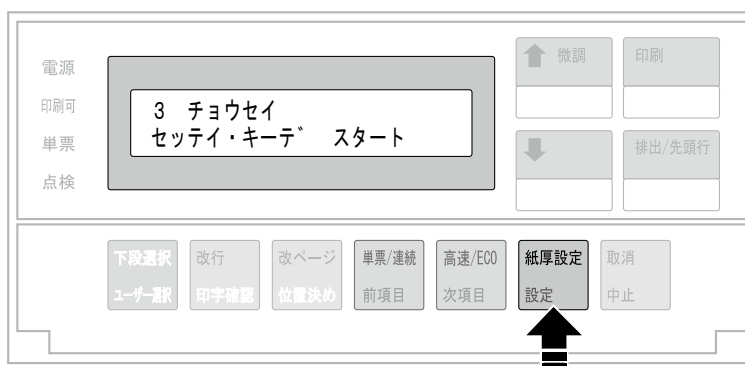 電源
印刷可
単票
点検
3 チョウセイ
セッテイ・キーデ゛ スタート
微調
印刷
排出/先頭行
下段選択
ユーザー選択
改行
印字確認
改ページ
位置決め
単票/連続
前項目
高速/ECO
次項目
紙厚設定
設定
取消
中止